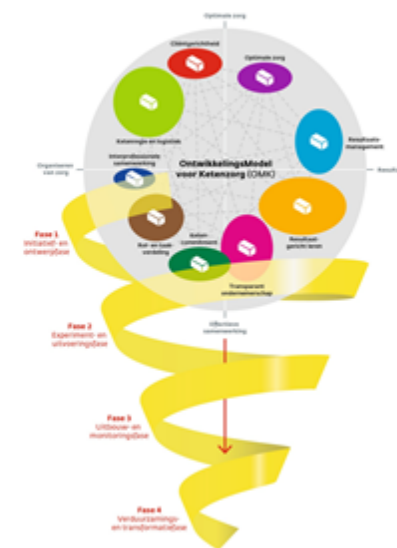 Optimale zorg
Cliëntgerichtheid
Optimale zorg
Ketenregie en logistiek
Resultaats-
management
Interprofessionele
samenwerking
Organiseren
van zorg
OntwikkelingsModel
voor Ketenzorg (OMK)
Rol- en taak-
verdeling
Keten-
commitment
Resultaat-
gericht leren
Transparant
ondernemerschap
Fase 1
Initiatief- en
ontwerpfase
Effectieve
samenwerking
Fase 2
Experiment- en
uitvoeringsfase
Fase 3
Uitbouw- en
monitoringsfase
Fase 4
Verduurzamings-
en transformatiefase